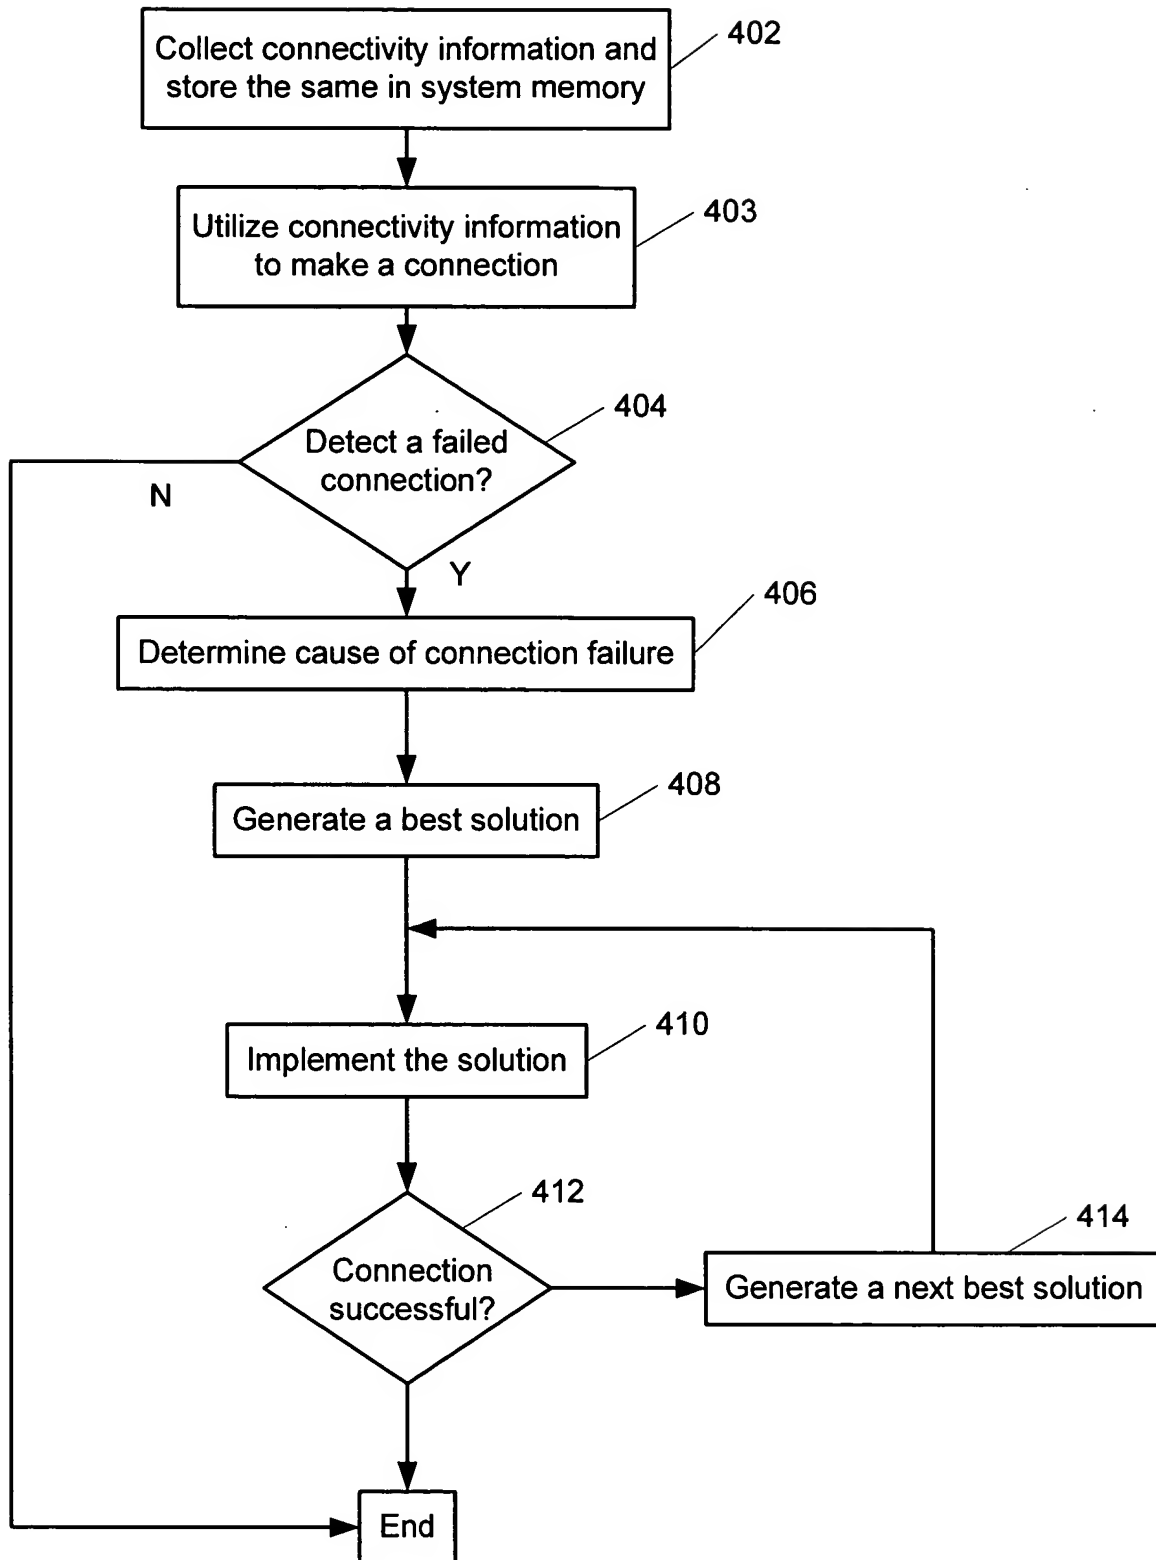 Collect connectivity information and
store the same in system memory
402
Utilize connectivity information
to make a connection
403
Detect a failed
connection?
404
N
Y
Determine cause of connection failure
406
Generate a best solution
408
Implement the solution
410
Connection
successful?
412
Generate a next best solution
414
End